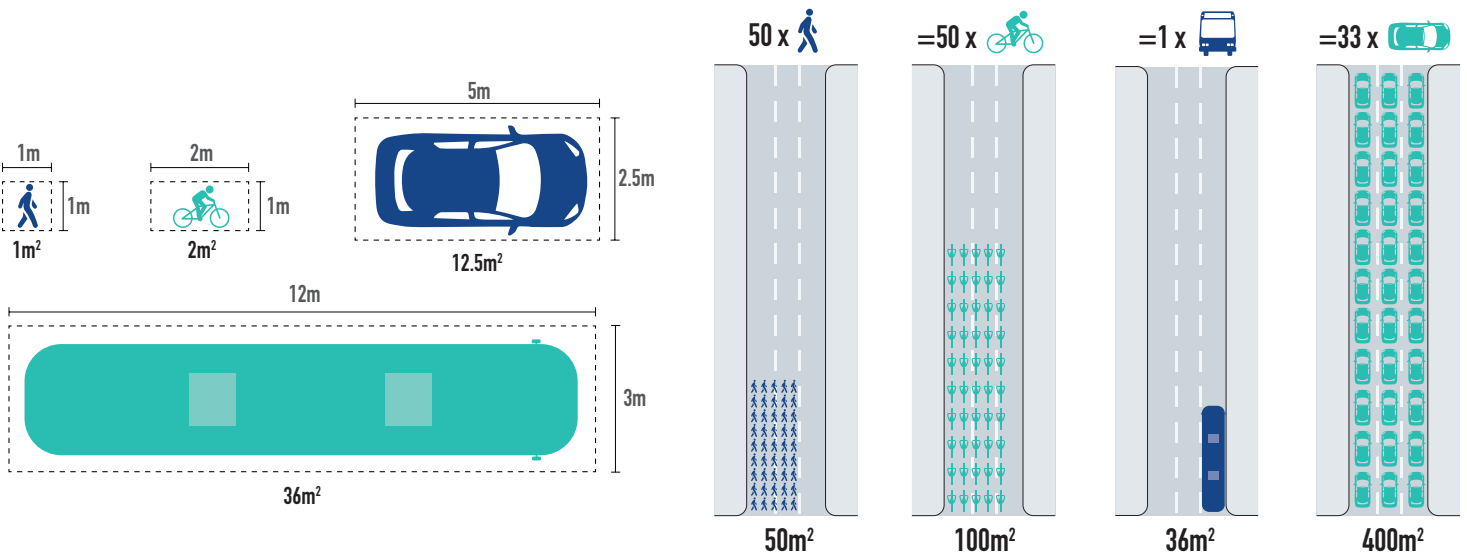 1m
1m
1m²
2m
1m
2m²
5m
2.5m
12.5m²
12m
3m
36m²
50 x
=50 x
=1 x
=33 x
50m²
100m²
36m²
400m²